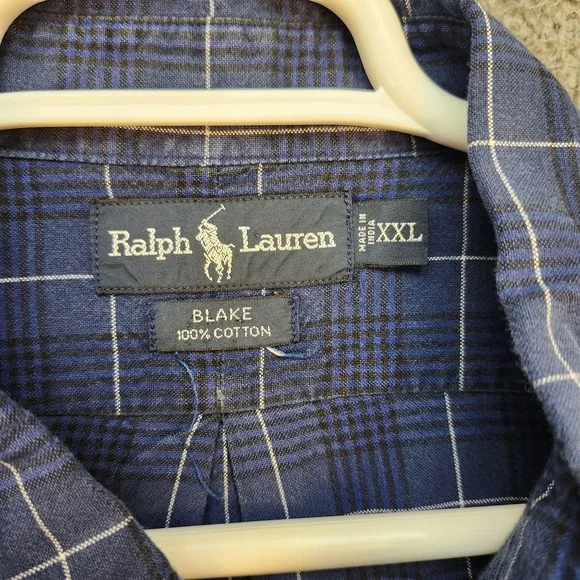 Ralph Lauren
MADE IN
INDIA
XXL
BLAKE
100% COTTON